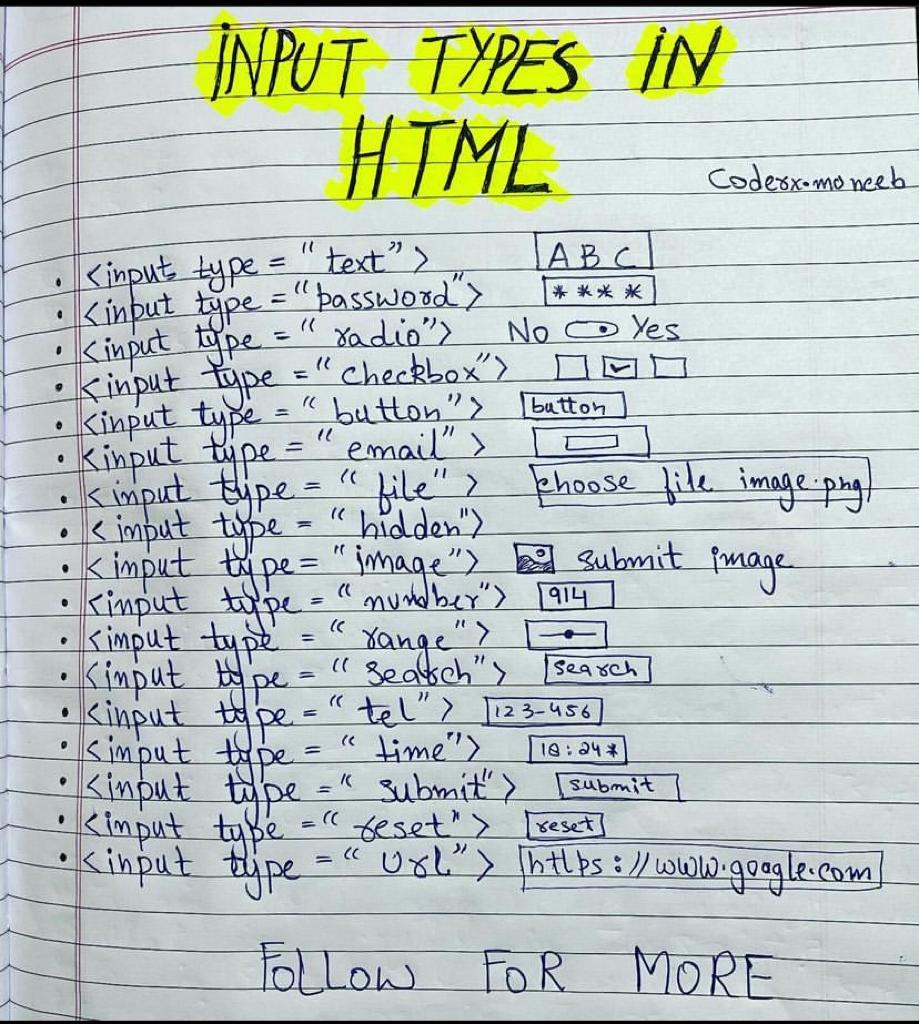 INPUT TYPES IN
HTML
Coderx.moneeb
• <input type = "text"> ABC
• <input type = "password"> ****
• <input type = "radio"> No Yes
• <input type = "checkbox">
• <input type = "button"> button
• <input type = "email">
• <input type = "file"> choose file image.png
• <input type = "hidden">
• <input type = "image"> submit image
• <input type = "number"> 914
• <input type = "range">
• <input type = "search"> search
• <input type = "tel"> 123-456
• <input type = "time"> 18:24*
• <input type = "submit"> submit
• <input type = "reset"> reset
• <input type = "Url"> https://www.google.com
FOLLOW FOR MORE